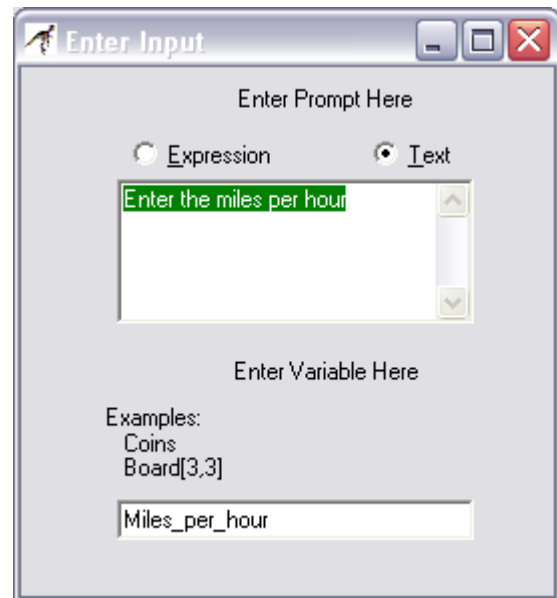 Enter Input
Enter Prompt Here
Expression Text
Enter the miles per hour
Enter Variable Here
Examples:
Coins
Board[3,3]
Miles_per_hour